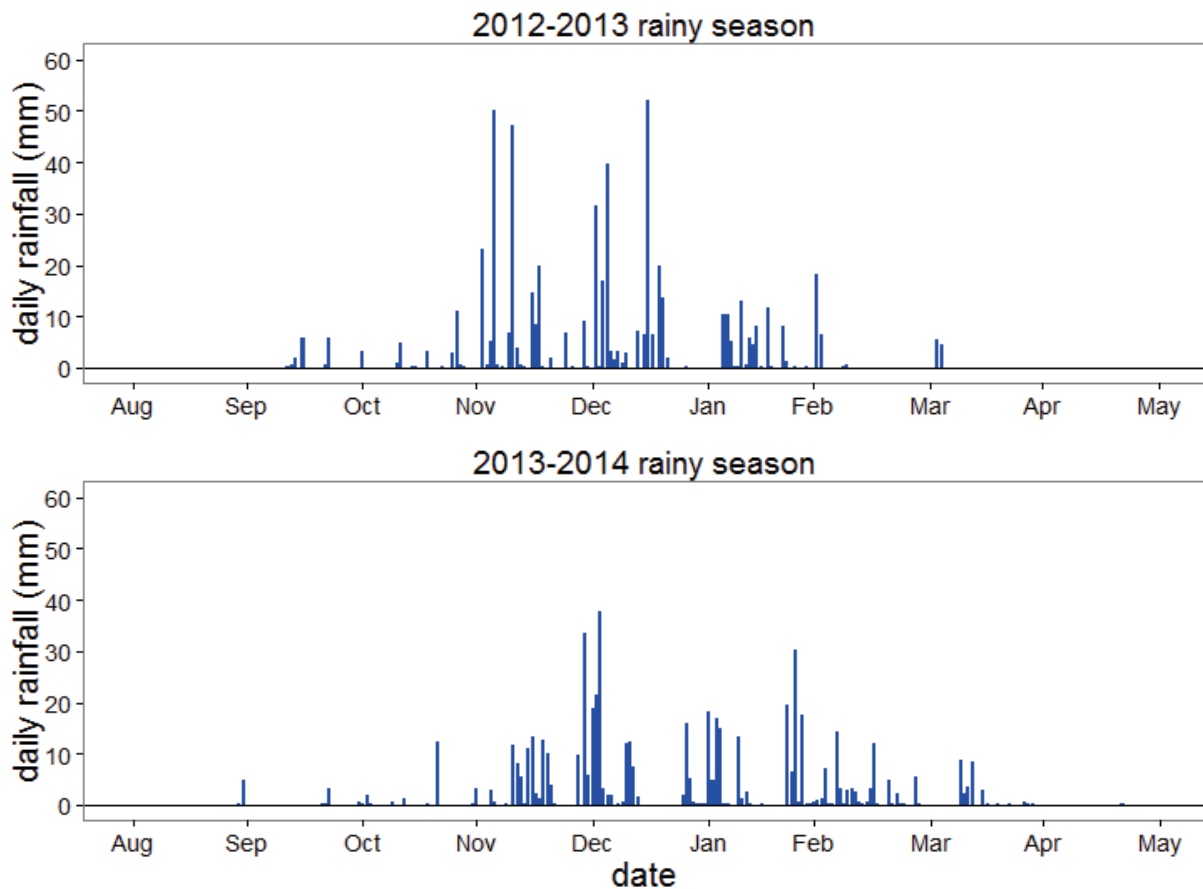 2012-2013 rainy season
daily rainfall (mm)
60
50
40
30
20
10
0
Aug Sep Oct Nov Dec Jan Feb Mar Apr May
2013-2014 rainy season
daily rainfall (mm)
60
50
40
30
20
10
0
Aug Sep Oct Nov Dec Jan Feb Mar Apr May
date